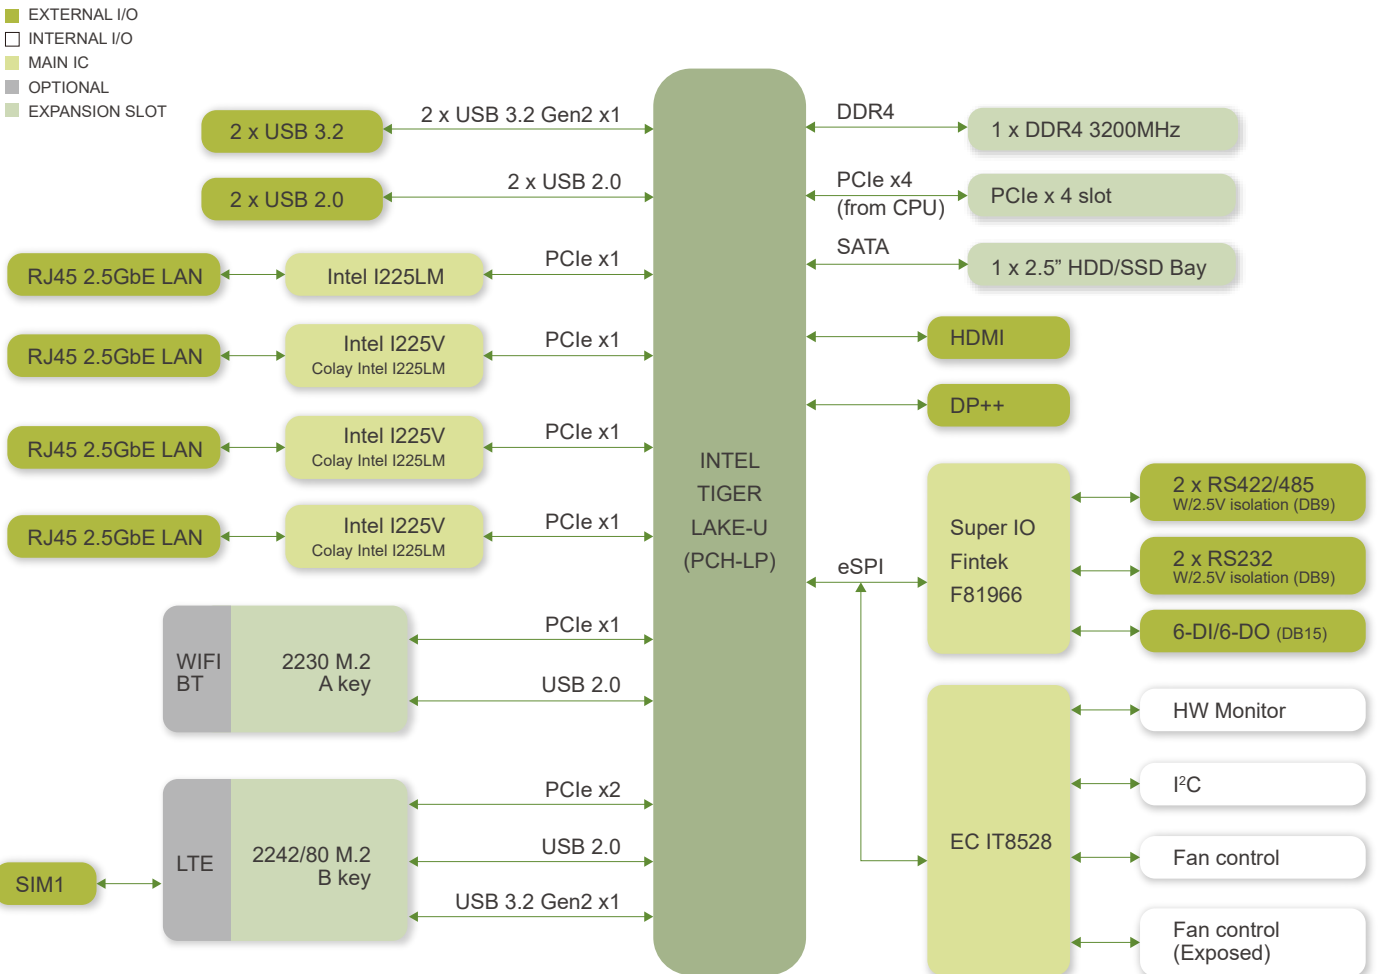 EXTERNAL I/O
INTERNAL I/O
MAIN IC
OPTIONAL
EXPANSION SLOT
2 x USB 3.2
2 x USB 3.2 Gen2 x1
2 x USB 2.0
2 x USB 2.0
RJ45 2.5GbE LAN
Intel I225LM
PCIe x1
RJ45 2.5GbE LAN
Intel I225V
Colay Intel I225LM
PCIe x1
RJ45 2.5GbE LAN
Intel I225V
Colay Intel I225LM
PCIe x1
RJ45 2.5GbE LAN
Intel I225V
Colay Intel I225LM
PCIe x1
WIFI
BT
2230 M.2
A key
PCIe x1
USB 2.0
SIM1
LTE
2242/80 M.2
B key
PCIe x2
USB 2.0
USB 3.2 Gen2 x1
INTEL
TIGER
LAKE-U
(PCH-LP)
DDR4
1 x DDR4 3200MHz
PCIe x4
(from CPU)
PCIe x 4 slot
SATA
1 x 2.5” HDD/SSD Bay
HDMI
DP++
eSPI
Super IO
Fintek
F81966
2 x RS422/485
W/2.5V isolation (DB9)
2 x RS232
W/2.5V isolation (DB9)
6-DI/6-DO (DB15)
EC IT8528
HW Monitor
I²C
Fan control
Fan control
(Exposed)